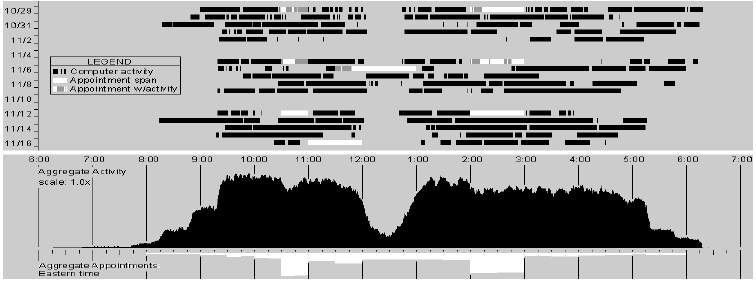 10/29
10/31
11/2
11/4
11/6
11/8
11/10
11/12
11/14
11/16
LEGEND
Computer activity
Appointment span
Appointment w/activity
6:00 7:00 8:00 9:00 10:00 11:00 12:00 1:00 2:00 3:00 4:00 5:00 6:00 7:00
Aggregate Activity
scale: 1.0x
Aggregate Appointments
Eastern time